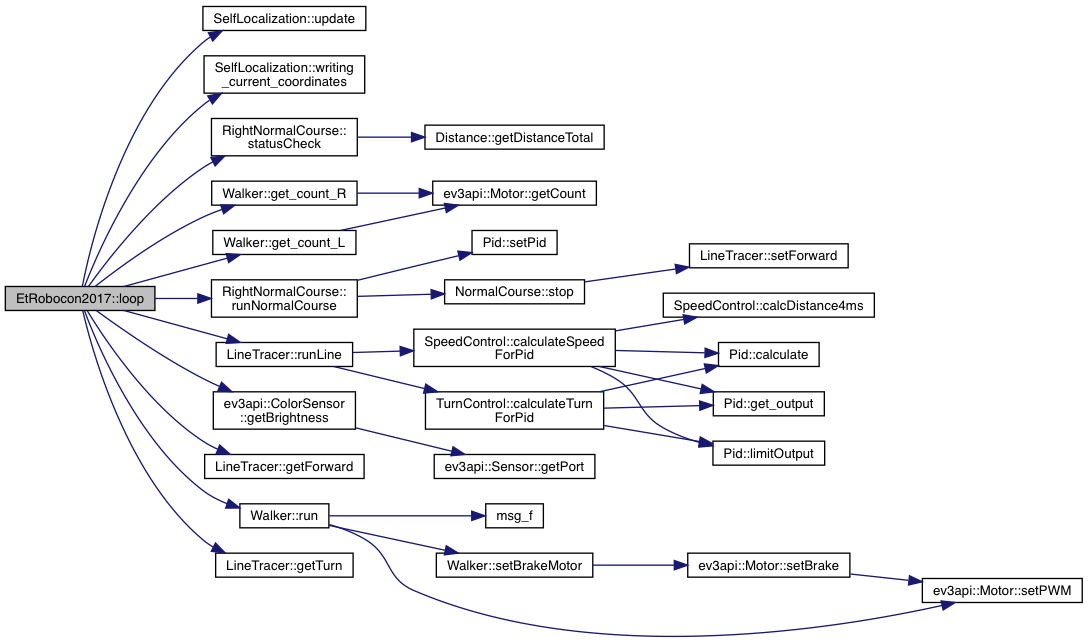 SelfLocalization::update
SelfLocalization::writing
_current_coordinates
RightNormalCourse::
statusCheck
Distance::getDistanceTotal
Walker::get_count_R
ev3api::Motor::getCount
Walker::get_count_L
Pid::setPid
LineTracer::setForward
EtRobocon2017::loop
RightNormalCourse::
runNormalCourse
NormalCourse::stop
SpeedControl::calcDistance4ms
LineTracer::runLine
SpeedControl::calculateSpeed
ForPid
Pid::calculate
ev3api::ColorSensor
::getBrightness
TurnControl::calculateTurn
ForPid
Pid::get_output
Pid::limitOutput
LineTracer::getForward
ev3api::Sensor::getPort
Walker::run
msg_f
LineTracer::getTurn
Walker::setBrakeMotor
ev3api::Motor::setBrake
ev3api::Motor::setPWM